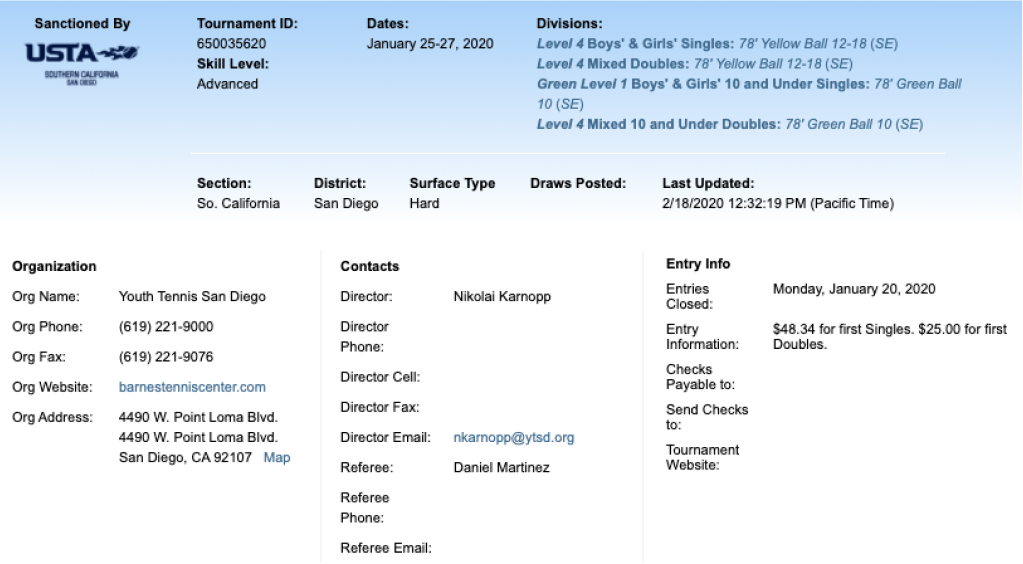 Sanctioned By
USTA
SOUTHERN CALIFORNIA
SAN DIEGO
Tournament ID:
650035620
Skill Level:
Advanced
Dates:
January 25-27, 2020
Divisions:
Level 4 Boys' & Girls' Singles: 78' Yellow Ball 12-18 (SE)
Level 4 Mixed Doubles: 78' Yellow Ball 12-18 (SE)
Green Level 1 Boys' & Girls' 10 and Under Singles: 78' Green Ball
10 (SE)
Level 4 Mixed 10 and Under Doubles: 78' Green Ball 10 (SE)
Section:
So. California
District:
San Diego
Surface Type
Hard
Draws Posted:
Last Updated:
2/18/2020 12:32:19 PM (Pacific Time)
Organization
Org Name: Youth Tennis San Diego
Org Phone: (619) 221-9000
Org Fax: (619) 221-9076
Org Website: barnestenniscenter.com
Org Address: 4490 W. Point Loma Blvd.
4490 W. Point Loma Blvd.
San Diego, CA 92107 Map
Contacts
Director: Nikolai Karnopp
Director
Phone:
Director Cell:
Director Fax:
Director Email: nkarnopp@ytsd.org
Referee: Daniel Martinez
Referee
Phone:
Referee Email:
Entry Info
Entries Monday, January 20, 2020
Closed:
Entry $48.34 for first Singles. $25.00 for first
Information: Doubles.
Checks
Payable to:
Send Checks
to:
Tournament
Website: